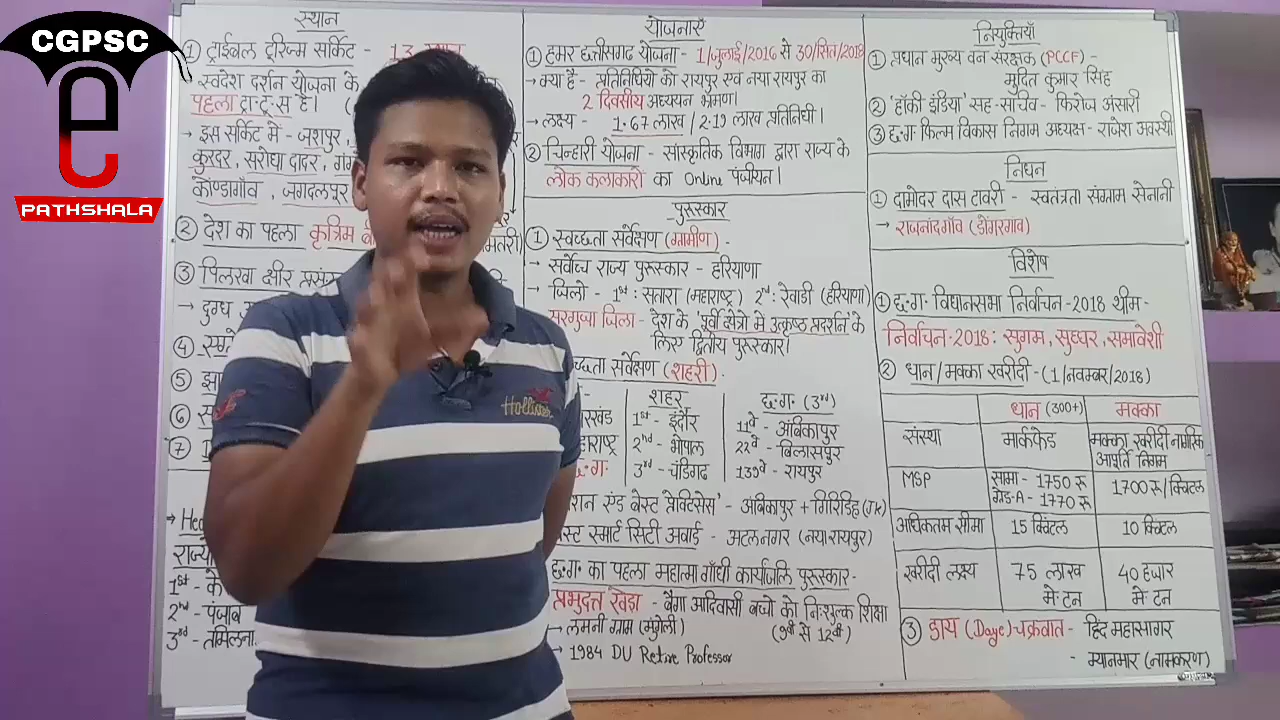 CGPSC
e
PATHSHALA
स्थान
① ट्राईबल टूरिज्म सर्किट - 13 स्थान
- स्वदेश दर्शन योजना के
पहला ट्रा॰टू॰स॰ है।
→ इस सर्किट में - जशपुर,
कुरदर, सरोधा दादर,
कोण्डागाँव, जगदलपुर
② देश का पहला कृत्रिम
③ पिलखा क्षीर
→ दुग्ध
④
⑤
⑥
⑦
राज्य
1st -
2nd - पंजाब
3rd - तमिलना
योजनाएँ
① हमर छत्तीसगढ़ योजना - 1/जुलाई/2016 से 30/सित/2018
- क्या है - प्रतिनिधियो को रायपुर एव नया रायपुर का
2 दिवसीय अध्ययन भ्रमण।
→ लक्ष्य - 1.67 लाख / 2.19 लाख प्रतिनिधी।
② चिन्हारी योजना - सांस्कृतिक विभाग द्वारा राज्य के
लोक कलाकारो का Online पंजीयन।
पुरुस्कार
① स्वच्छता सर्वेक्षण (ग्रामीण) -
→ सर्वोच्च राज्य पुरूस्कार - हरियाणा
→ जिलो - 1st : सतारा (महाराष्ट्र) 2nd : रेवाडी (हरियाणा)
सरगुजा जिला - देश के 'पूर्वी क्षेत्रो मे उत्कृष्ठ प्रदर्शन' के
लिए द्वितीय पुरुस्कार।
च्छता सर्वेक्षण (शहरी).
शहर छ॰ग॰ (3rd)
रखंड 1st - इंदौर 11वे - अंबिकापुर
हाराष्ट्र 2nd - भोपाल 22वे - बिलासपुर
छ॰ग॰ 3rd - चंडिगढ 139वे - रायपुर
शन एंड बेस्ट प्रेक्टिसेस' - अंबिकापुर + गिरिडिह (JK)
स्ट स्मार्ट सिटी अवार्ड - अटलनगर (नया रायपुर)
छ॰ग॰ का पहला महात्मा गाँधी कार्यांजलि पुरुस्कार -
प्रभुदत्त खेड़ा - बैगा आदिवासी बच्चो को निःशुल्क शिक्षा
→ लमनी ग्राम (मुंगेली) (9वी से 12वी)
→ 1984 DU Retire Professor
नियुक्तियाँ
① प्रधान मुख्य वन संरक्षक (PCCF) -
मुदित कुमार सिंह
② 'हॉकी इंडिया' सह-सचिव - फिरोज अंसारी
③ छ॰ग॰ फिल्म विकास निगम अध्यक्ष - राजेश अवस्थी
निधन
① दामोदर दास टावरी - स्वतंत्रता संग्राम सेनानी
→ राजनांदगाँव (डोंगरगांव)
विशेष
① छ॰ग॰ विधानसभा निर्वाचन-2018 थीम -
निर्वाचन-2018 : सुगम, सुघ्घर, समावेशी
② धान/मक्का खरीदी - (1/नवम्बर/2018)
धान (300+) मक्का
संस्था मार्कफेड मक्का खरीदी नागरिक
आपूर्ति निगम
MSP सामा - 1750 रू 1700 रू/क्विंटल
ग्रेड-A - 1770 रू
अधिकतम सीमा 15 क्विंटल 10 क्विंटल
खरीदी लक्ष्य 75 लाख 40 हजार
मे॰टन मे॰टन
③ डाय (Daye) चक्रवात - हिंद महासागर
- म्यानमार (नामकरण)
Hollister